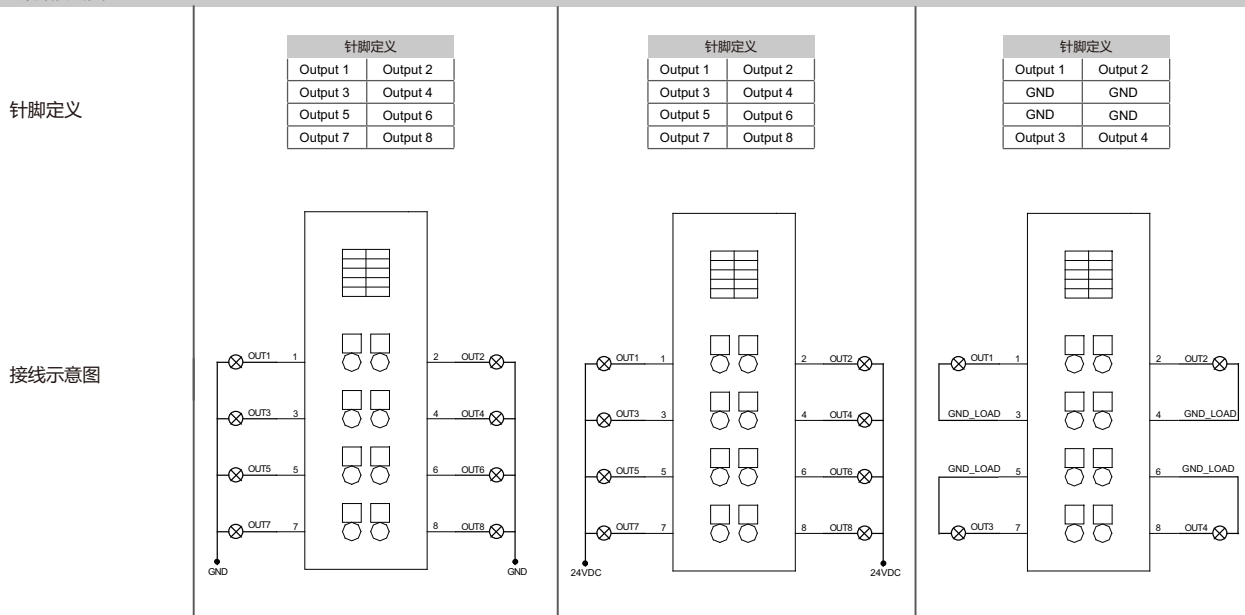 针脚定义
针脚定义
Output 1 Output 2
Output 3 Output 4
Output 5 Output 6
Output 7 Output 8
针脚定义
Output 1 Output 2
Output 3 Output 4
Output 5 Output 6
Output 7 Output 8
针脚定义
Output 1 Output 2
GND GND
GND GND
Output 3 Output 4
接线示意图
OUT1 1 2 OUT2
OUT3 3 4 OUT4
OUT5 5 6 OUT6
OUT7 7 8 OUT8
GND GND
OUT1 1 2 OUT2
OUT3 3 4 OUT4
OUT5 5 6 OUT6
OUT7 7 8 OUT8
24VDC 24VDC
OUT1 1 2 OUT2
GND_LOAD 3 4 GND_LOAD
GND_LOAD 5 6 GND_LOAD
OUT3 7 8 OUT4